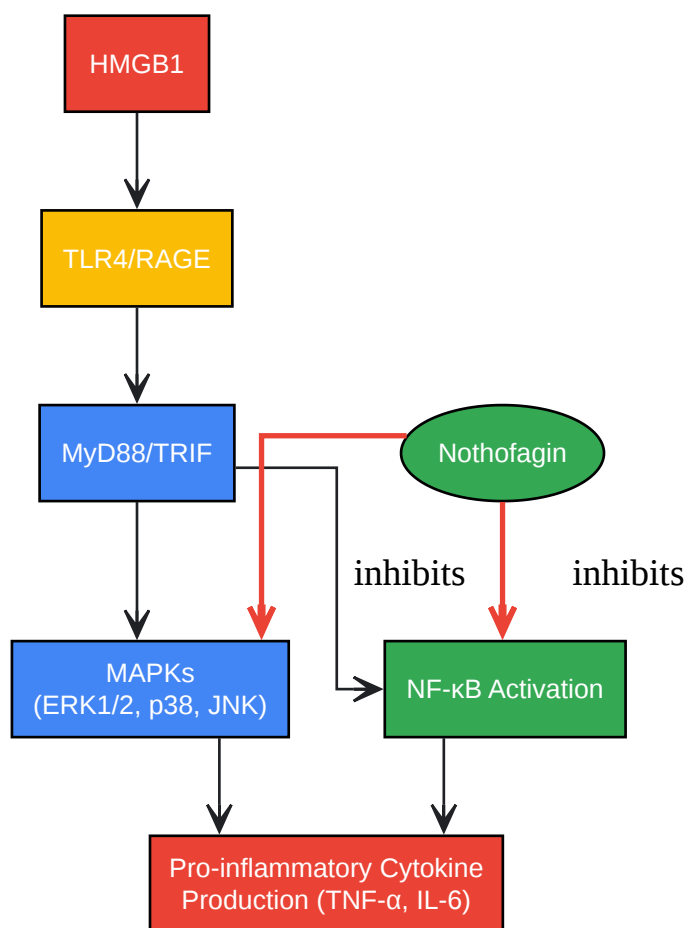 HMGB1
TLR4/RAGE
MyD88/TRIF
Nothofagin
inhibits
inhibits
MAPKs
(ERK1/2, p38, JNK)
NF-κB Activation
Pro-inflammatory Cytokine
Production (TNF-α, IL-6)